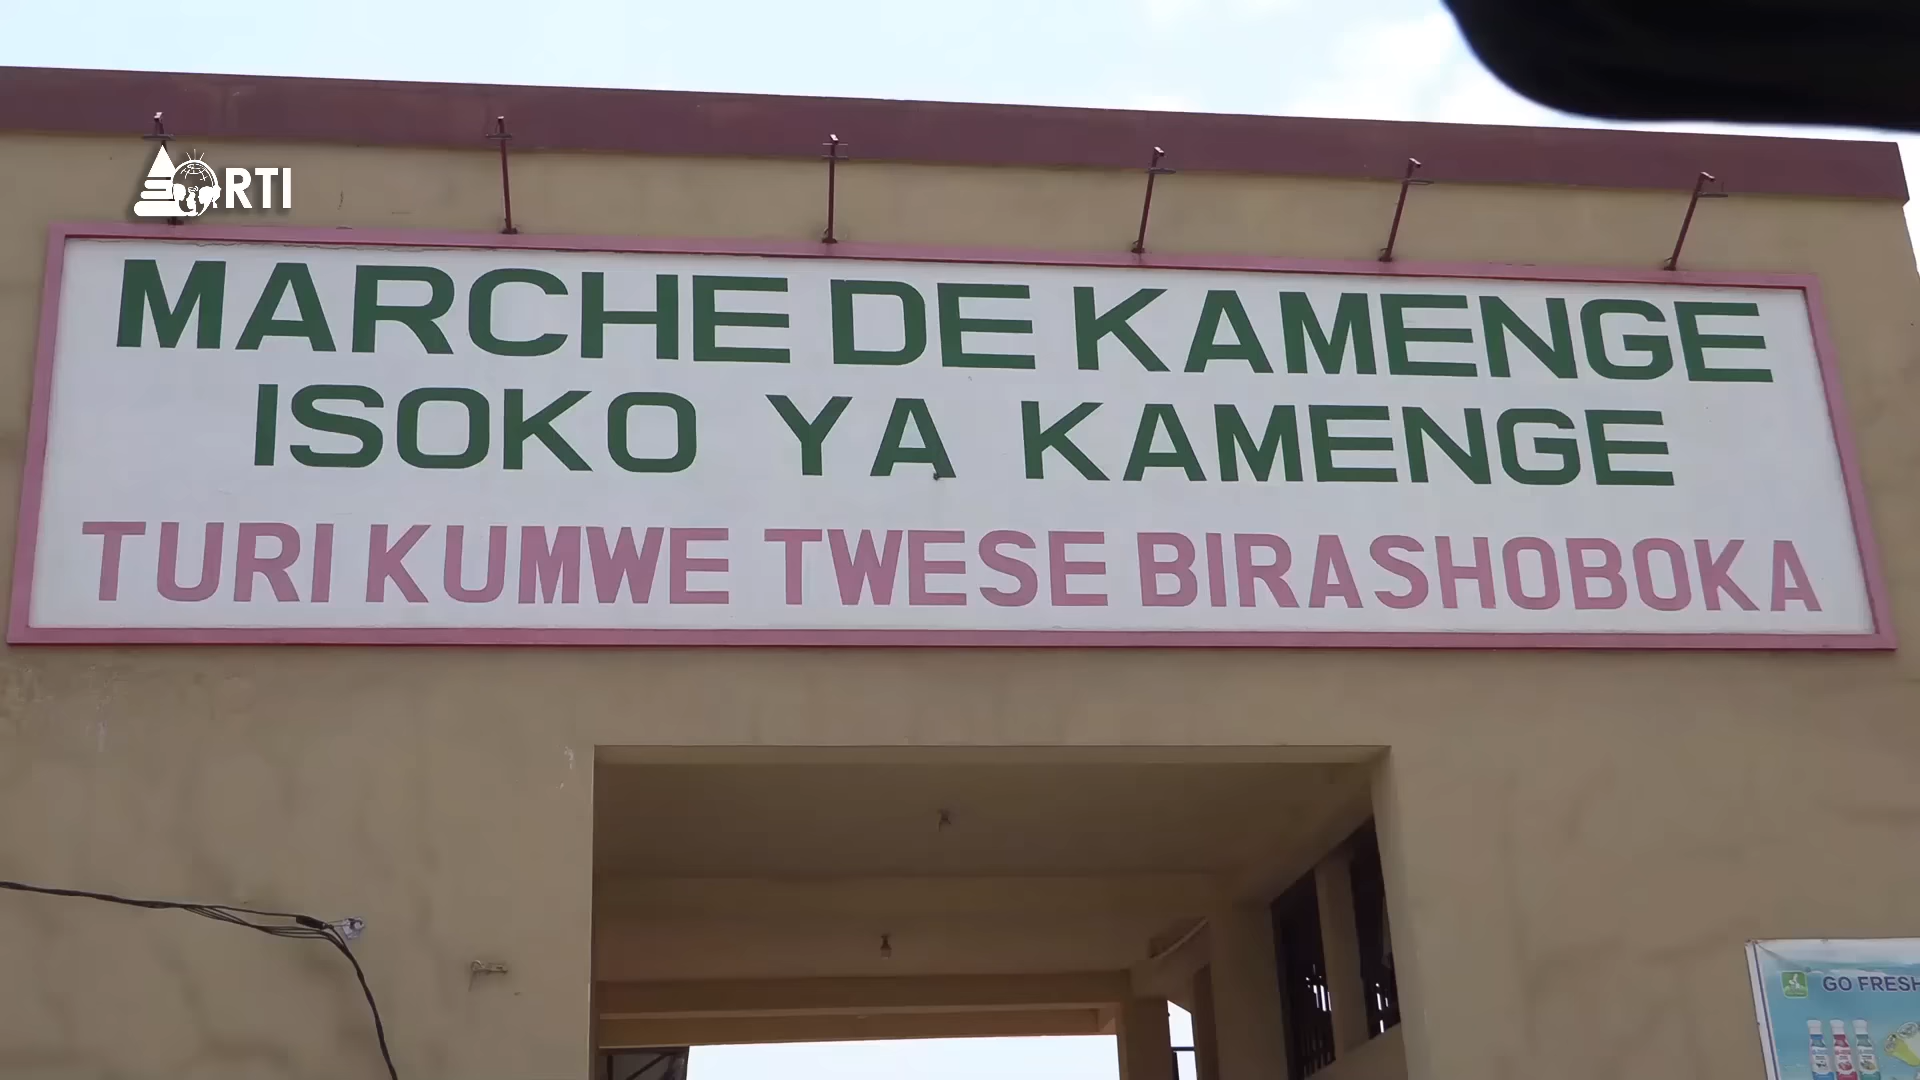 RTI
MARCHE DE KAMENGE
ISOKO YA KAMENGE
TURI KUMWE TWESE BIRASHOBOKA
GO FRESH